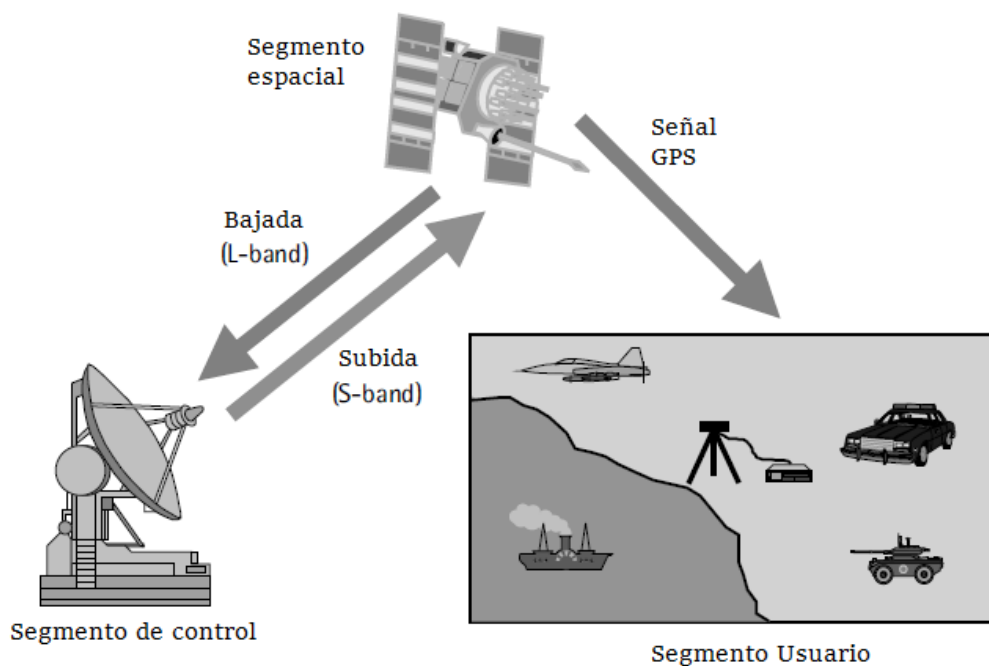 Segmento
espacial
Señal
GPS
Bajada
(L-band)
Subida
(S-band)
Segmento de control
Segmento Usuario